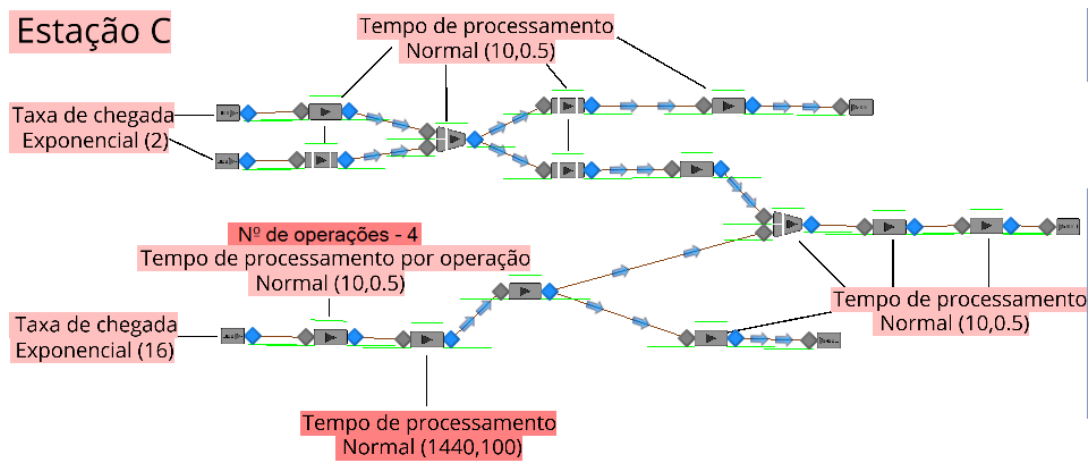 Estação C
Tempo de processamento
Normal (10,0.5)
Taxa de chegada
Exponencial (2)
Nº de operações - 4
Tempo de processamento por operação
Normal (10,0.5)
Tempo de processamento
Normal (10,0.5)
Taxa de chegada
Exponencial (16)
Tempo de processamento
Normal (1440,100)